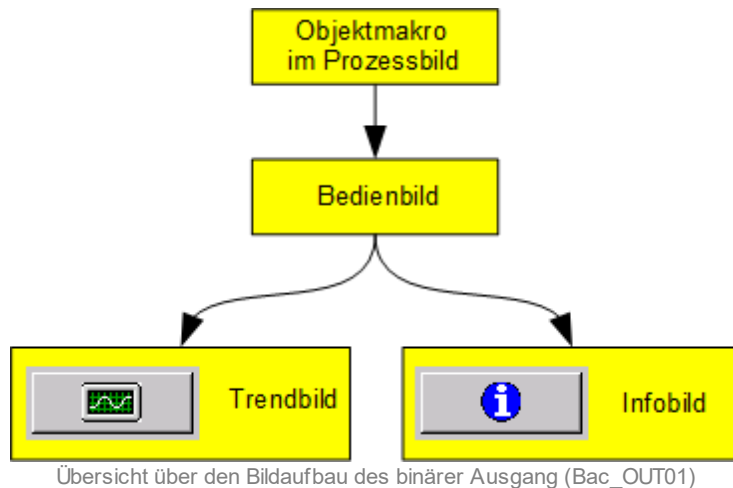 Objektmakro
im Prozessbild
Bedienbild
Trendbild
Infobild
Übersicht über den Bildaufbau des binärer Ausgang (Bac_OUT01)